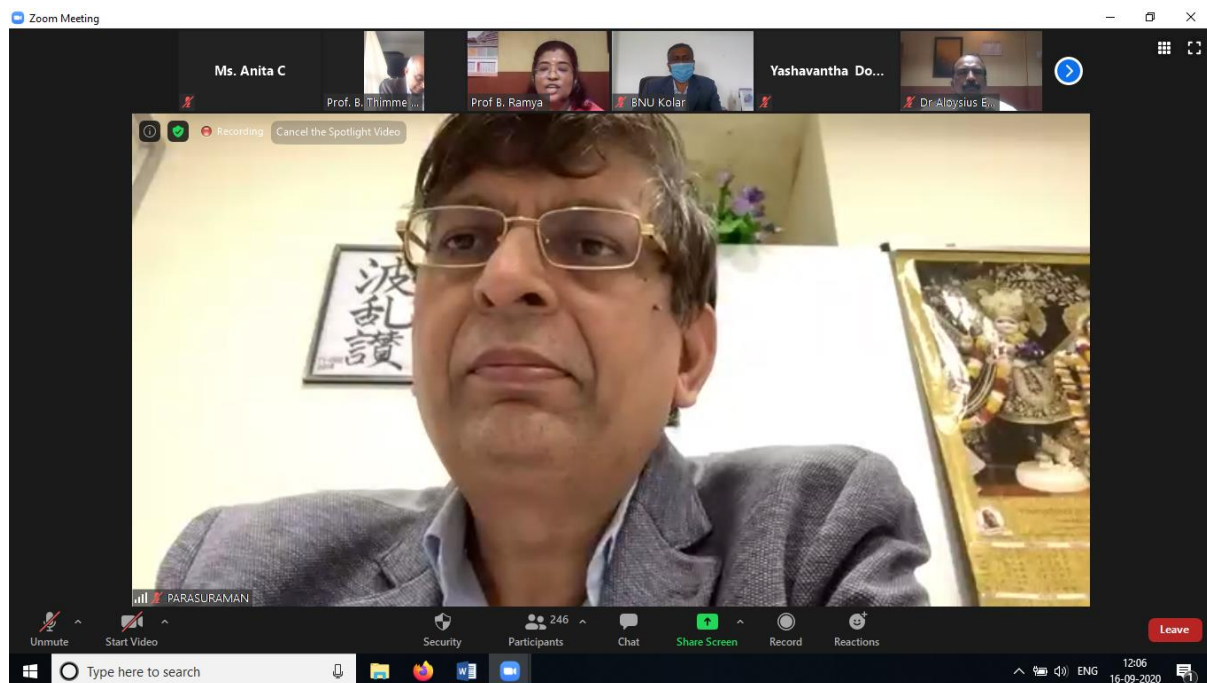 Zoom Meeting
Ms. Anita C
Prof. B. Thimme ...
Prof B. Ramya
BNU Kolar
Yashavantha Do...
Dr Aloysius E...
Recording
Cancel the Spotlight Video
波
乱
讃
PARASURAMAN
Unmute
Start Video
Security
246
Participants
Chat
Share Screen
Record
Reactions
Leave
Type here to search
ENG
12:06
16-09-2020
1